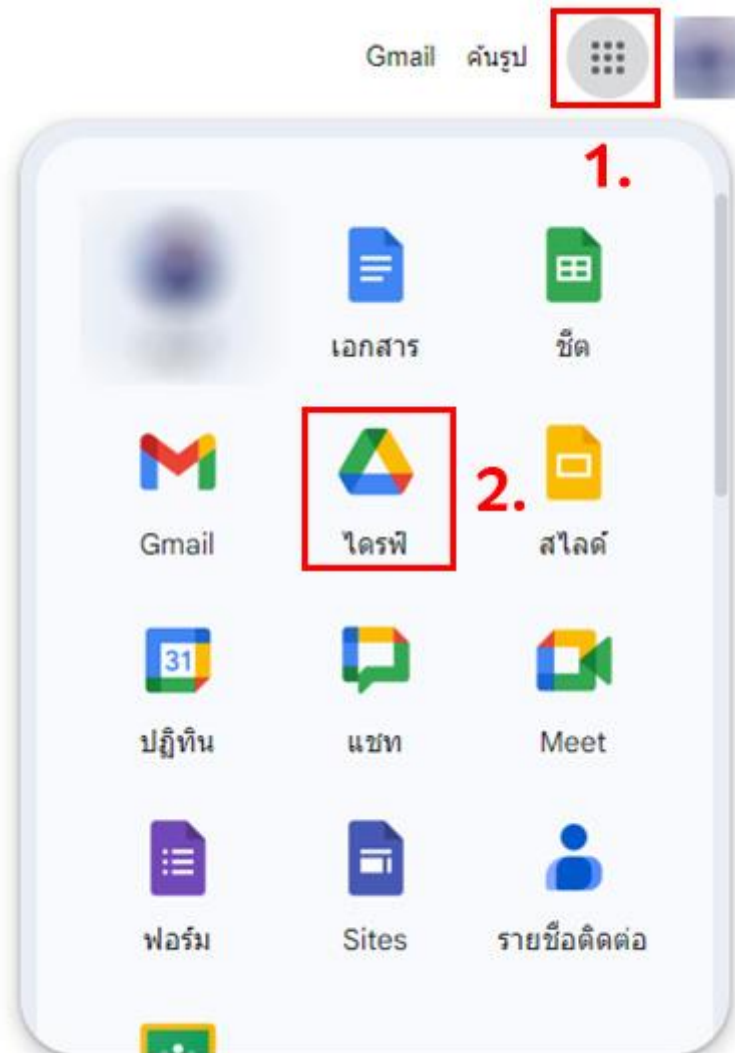 Gmail ค้นรูป
1.
เอกสาร ชีต
2.
Gmail ไดรฟ์ สไลด์
31
ปฏิทิน แชท Meet
ฟอร์ม Sites รายชื่อติดต่อ